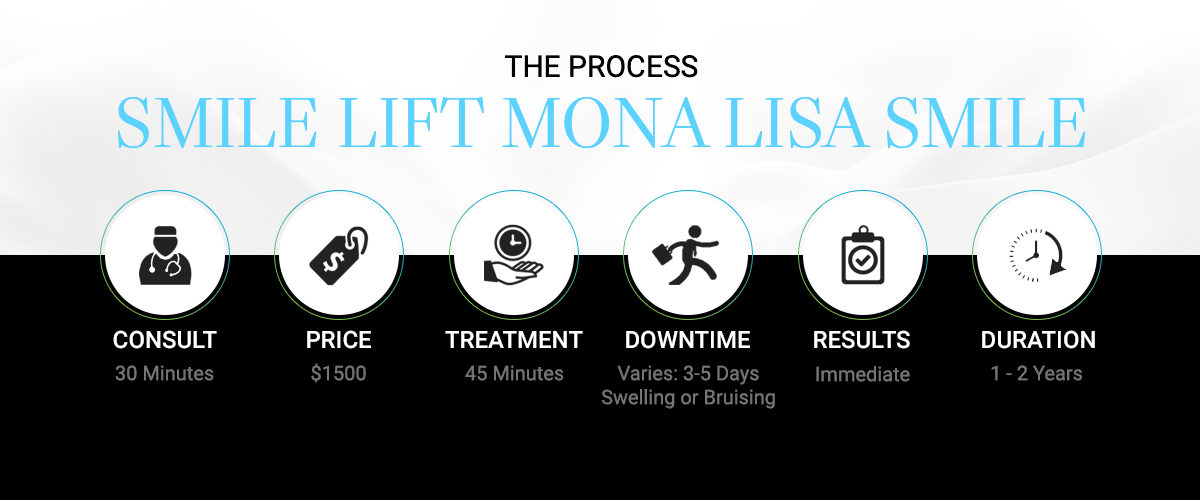 THE PROCESS
SMILE LIFT MONA LISA SMILE
CONSULT
30 Minutes
PRICE
$1500
TREATMENT
45 Minutes
DOWNTIME
Varies: 3-5 Days
Swelling or Bruising
RESULTS
Immediate
DURATION
1 - 2 Years